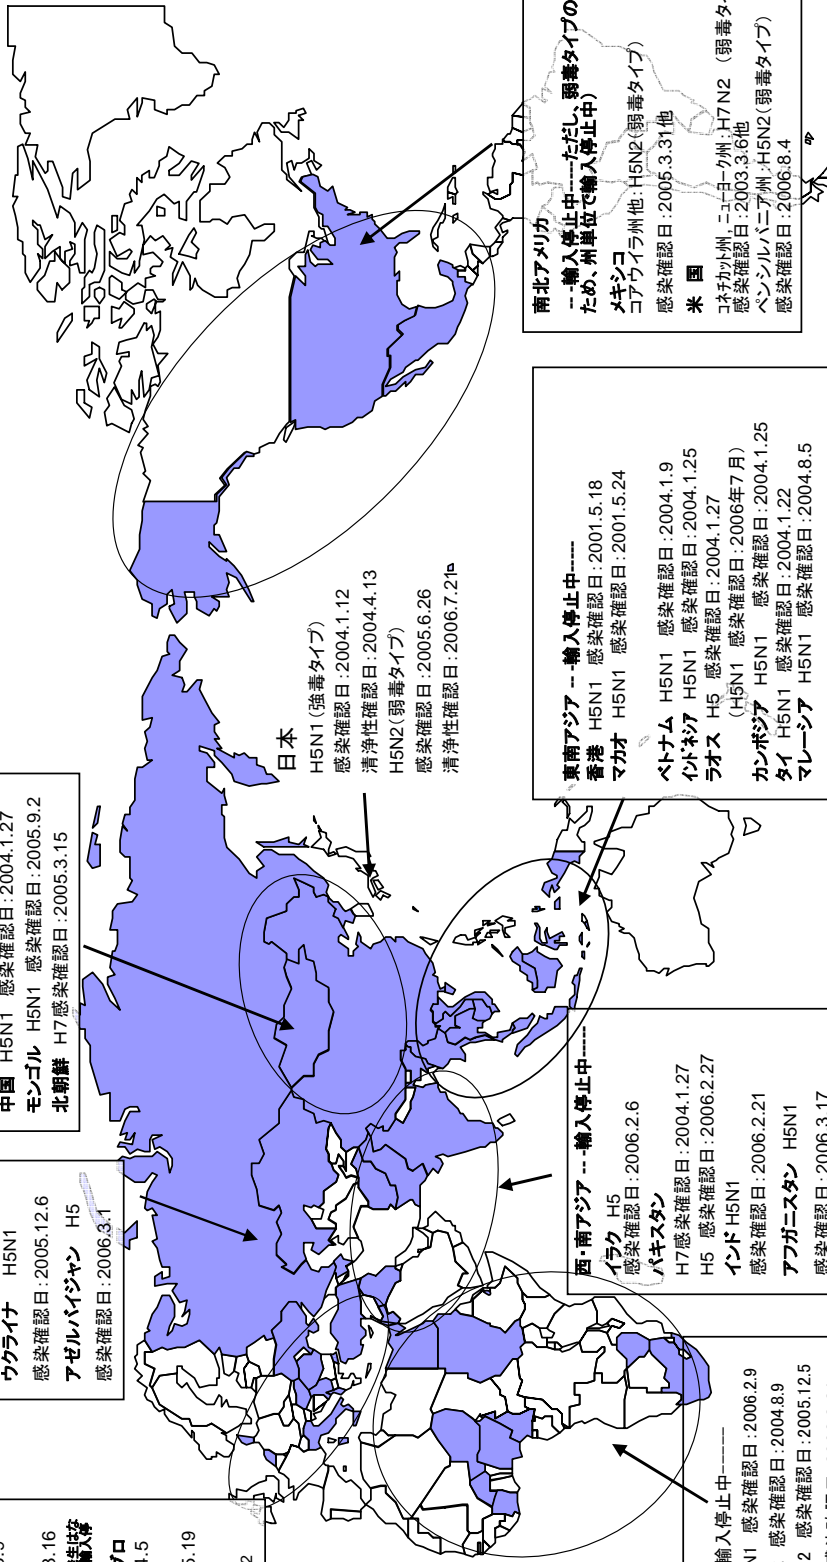 中国 H5N1 感染確認日:2004.1.27
モンゴル H5N1 感染確認日:2005.9.2
北朝鮮 H7感染確認日:2005.3.15
ウクライナ H5N1
感染確認日:2005.12.6
アゼルバイジャン H5
感染確認日:2006.3.1
日本
H5N1(強毒タイプ)
感染確認日:2004.1.12
清浄性確認日:2004.4.13
H5N2(弱毒タイプ)
感染確認日:2005.6.26
清浄性確認日:2006.7.21
南北アメリカ
---輸入停止中----ただし、弱毒タイプの
ため、州単位で輸入停止中)
メキシコ
コアウイラ州他:H5N2(弱毒タイプ)
感染確認日:2005.3.31他
米 国
コネチカット州, ニューヨーク州:H7N2 (弱毒タ
感染確認日:2003.3.6他
ペンシルバニア州:H5N2(弱毒タイプ)
感染確認日:2006.8.4
東南アジア ---輸入停止中----
香港 H5N1 感染確認日:2001.5.18
マカオ H5N1 感染確認日:2001.5.24
ベトナム H5N1 感染確認日:2004.1.9
インドネシア H5N1 感染確認日:2004.1.25
ラオス H5 感染確認日:2004.1.27
(H5N1 感染確認日:2006年7月)
カンボジア H5N1 感染確認日:2004.1.25
タイ H5N1 感染確認日:2004.1.22
マレーシア H5N1 感染確認日:2004.8.5
西・南アジア ---輸入停止中----
イラク H5
感染確認日:2006.2.6
パキスタン
H7感染確認日:2004.1.27
H5 感染確認日:2006.2.27
インド H5N1
感染確認日:2006.2.21
アフガニスタン H5N1
感染確認日:2006.3.17
輸入停止中-----
N1 感染確認日:2006.2.9
感染確認日:2004.8.9
2 感染確認日:2005.12.5
3.16
4.5
5.19
2